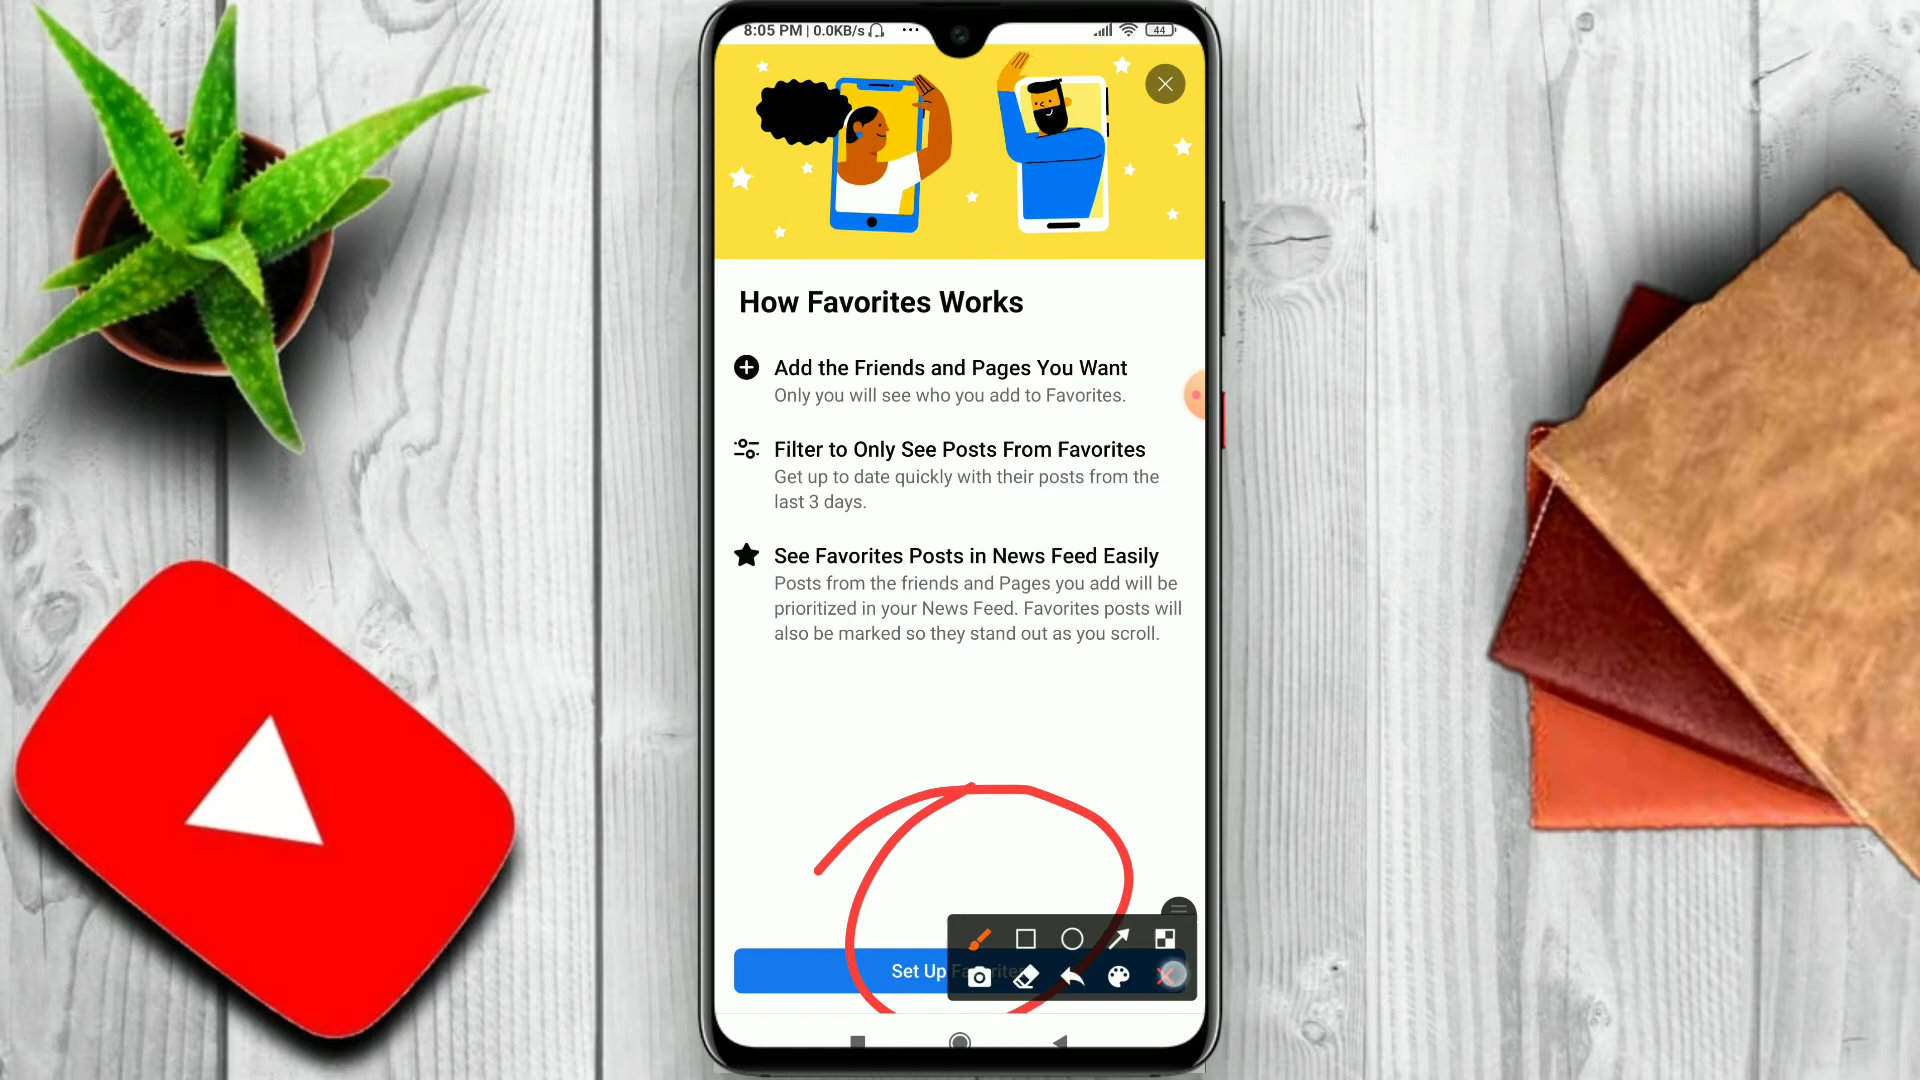 8:05 PM | 0.0KB/s ...
44
How Favorites Works
Add the Friends and Pages You Want
Only you will see who you add to Favorites.
Filter to Only See Posts From Favorites
Get up to date quickly with their posts from the
last 3 days.
See Favorites Posts in News Feed Easily
Posts from the friends and Pages you add will be
prioritized in your News Feed. Favorites posts will
also be marked so they stand out as you scroll.
Set Up Favorites